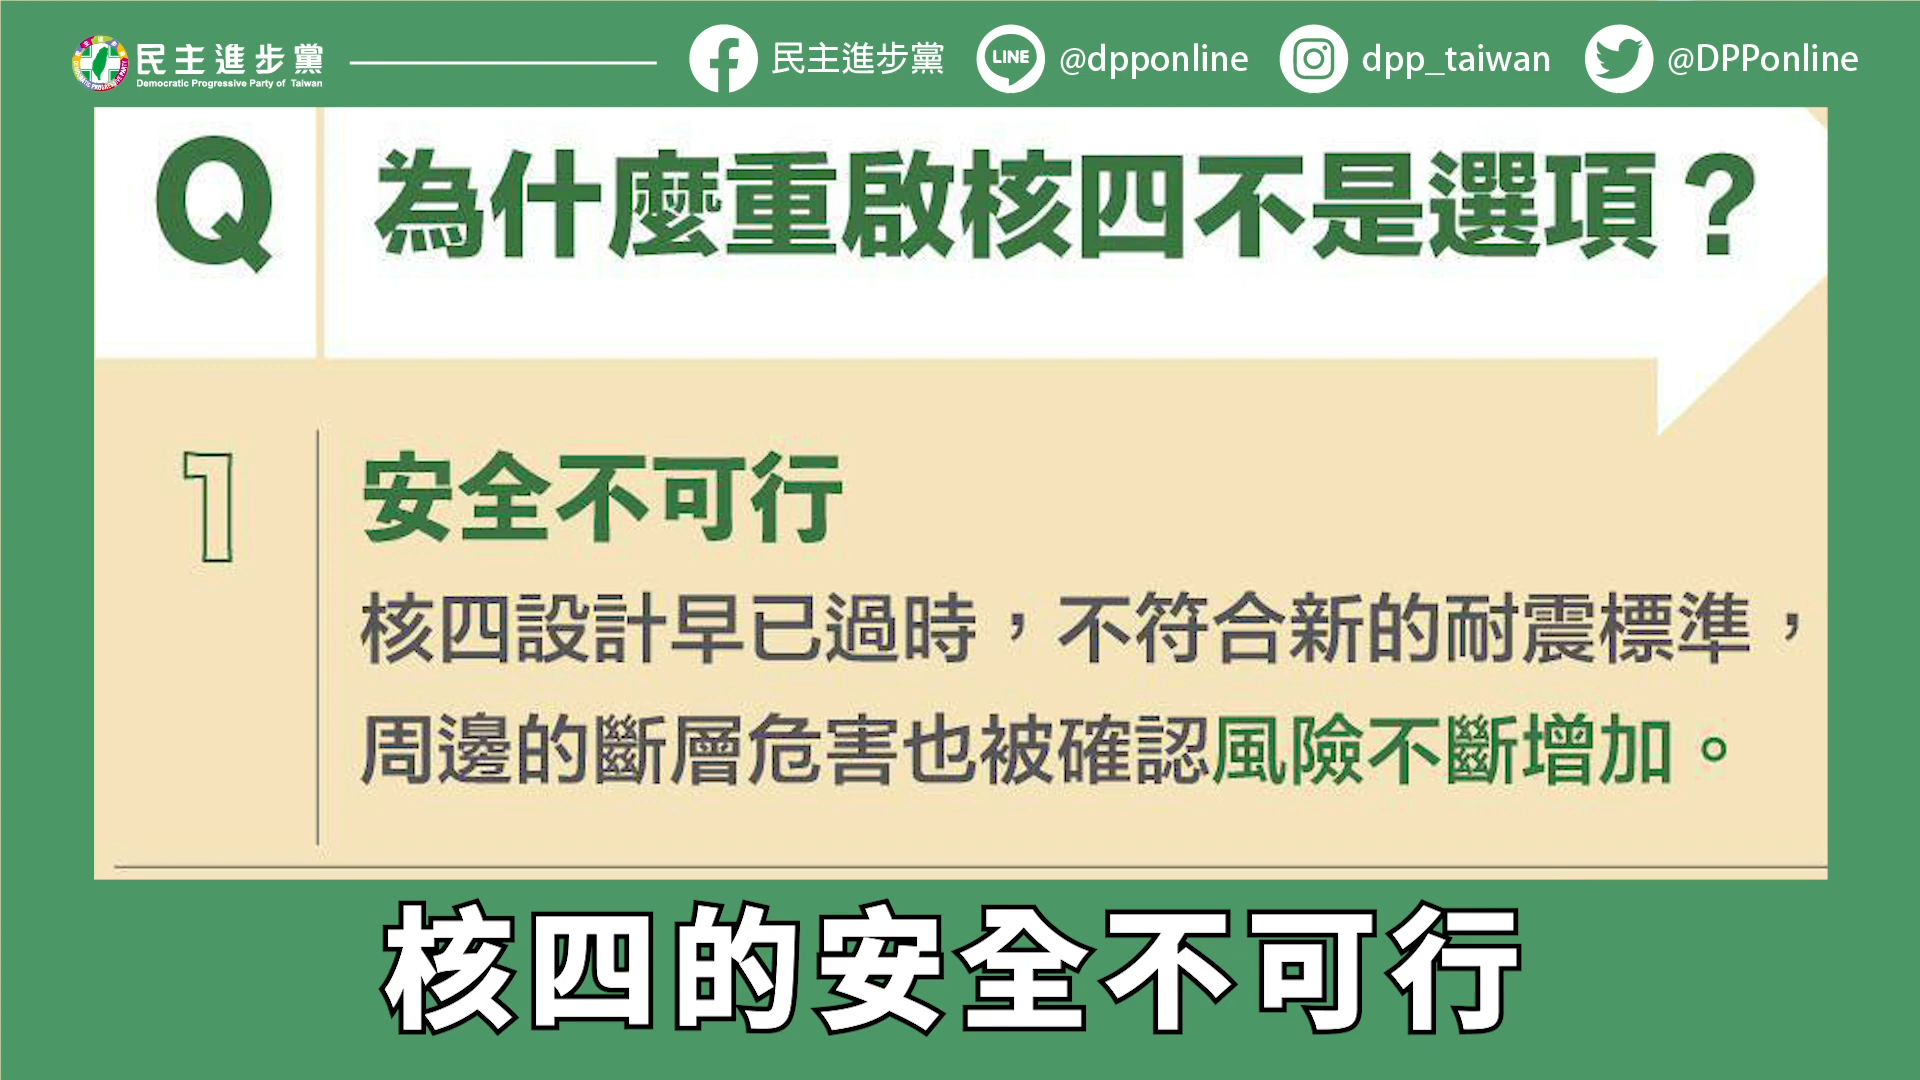 民主進步黨
Democratic Progressive Party of Taiwan
民主進步黨
LINE
@dpponline
dpp_taiwan
@DPPonline
Q
為什麼重啟核四不是選項？
1
安全不可行
核四設計早已過時，不符合新的耐震標準，
周邊的斷層危害也被確認風險不斷增加。
核四的安全不可行